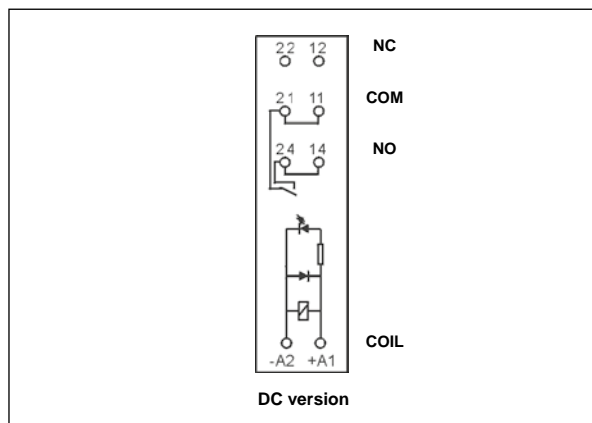 22 12 NC
21 11 COM
24 14 NO
COIL
-A2 +A1
DC version